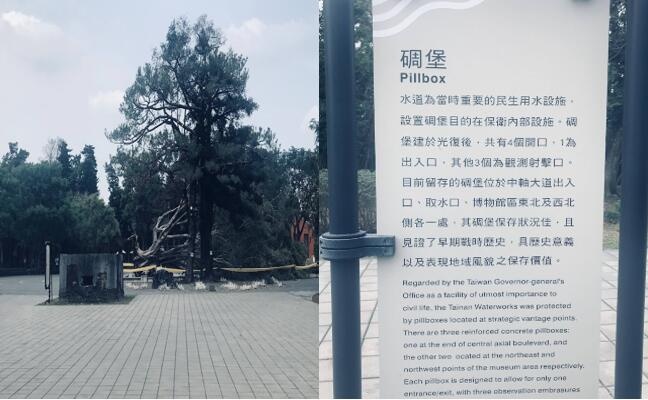 碉堡
Pillbox
水道為當時重要的民生用水設施，
設置碉堡目的在保衛內部設施。碉
堡建於光復後，共有4個開口，1為
出入口，其他3個為觀測射擊口。
目前留存的碉堡位於中軸大道出入
口、取水口、博物館區東北及西北
側各一處，其碉堡保存狀況佳，且
見證了早期戰時歷史，具歷史意義
以及表現地域風貌之保存價值。
Regarded by the Taiwan Governor-general's
Office as a facility of utmost importance to
civil life, the Tainan Waterworks was protected
by pillboxes located at strategic vantage points.
There are three reinforced concrete pillboxes:
one at the end of central axial boulevard, and
the other two located at the northeast and
northwest points of the museum area respectively.
Each pillbox is designed to allow for only one
entrance/exit, with three observation embrasures